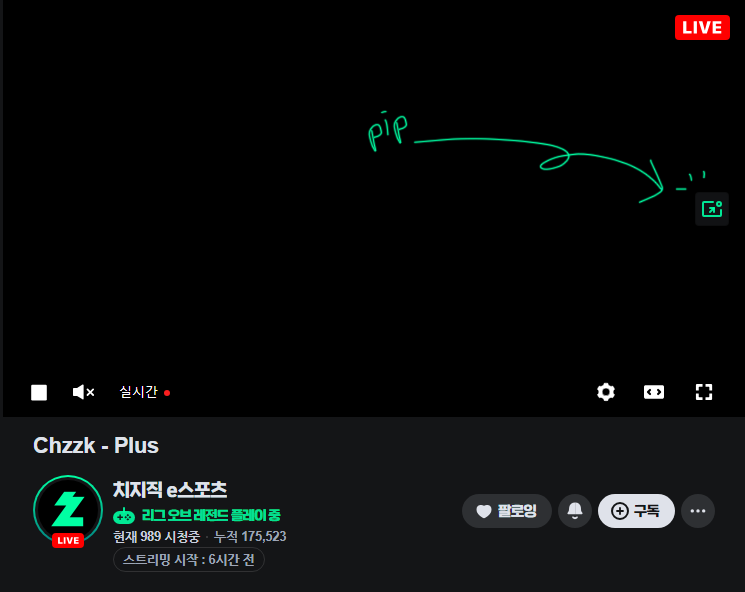 LIVE
pip
실시간
Chzzk - Plus
치지직 e스포츠
리그 오브 레전드 플레이 중
현재 989 시청중 · 누적 175,523
스트리밍 시작 : 6시간 전
LIVE
팔로잉
구독